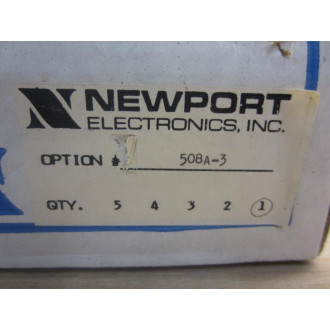 NEWPORT
ELECTRONICS, INC.
OPTION # 508A-3
QTY. 5 4 3 2 1